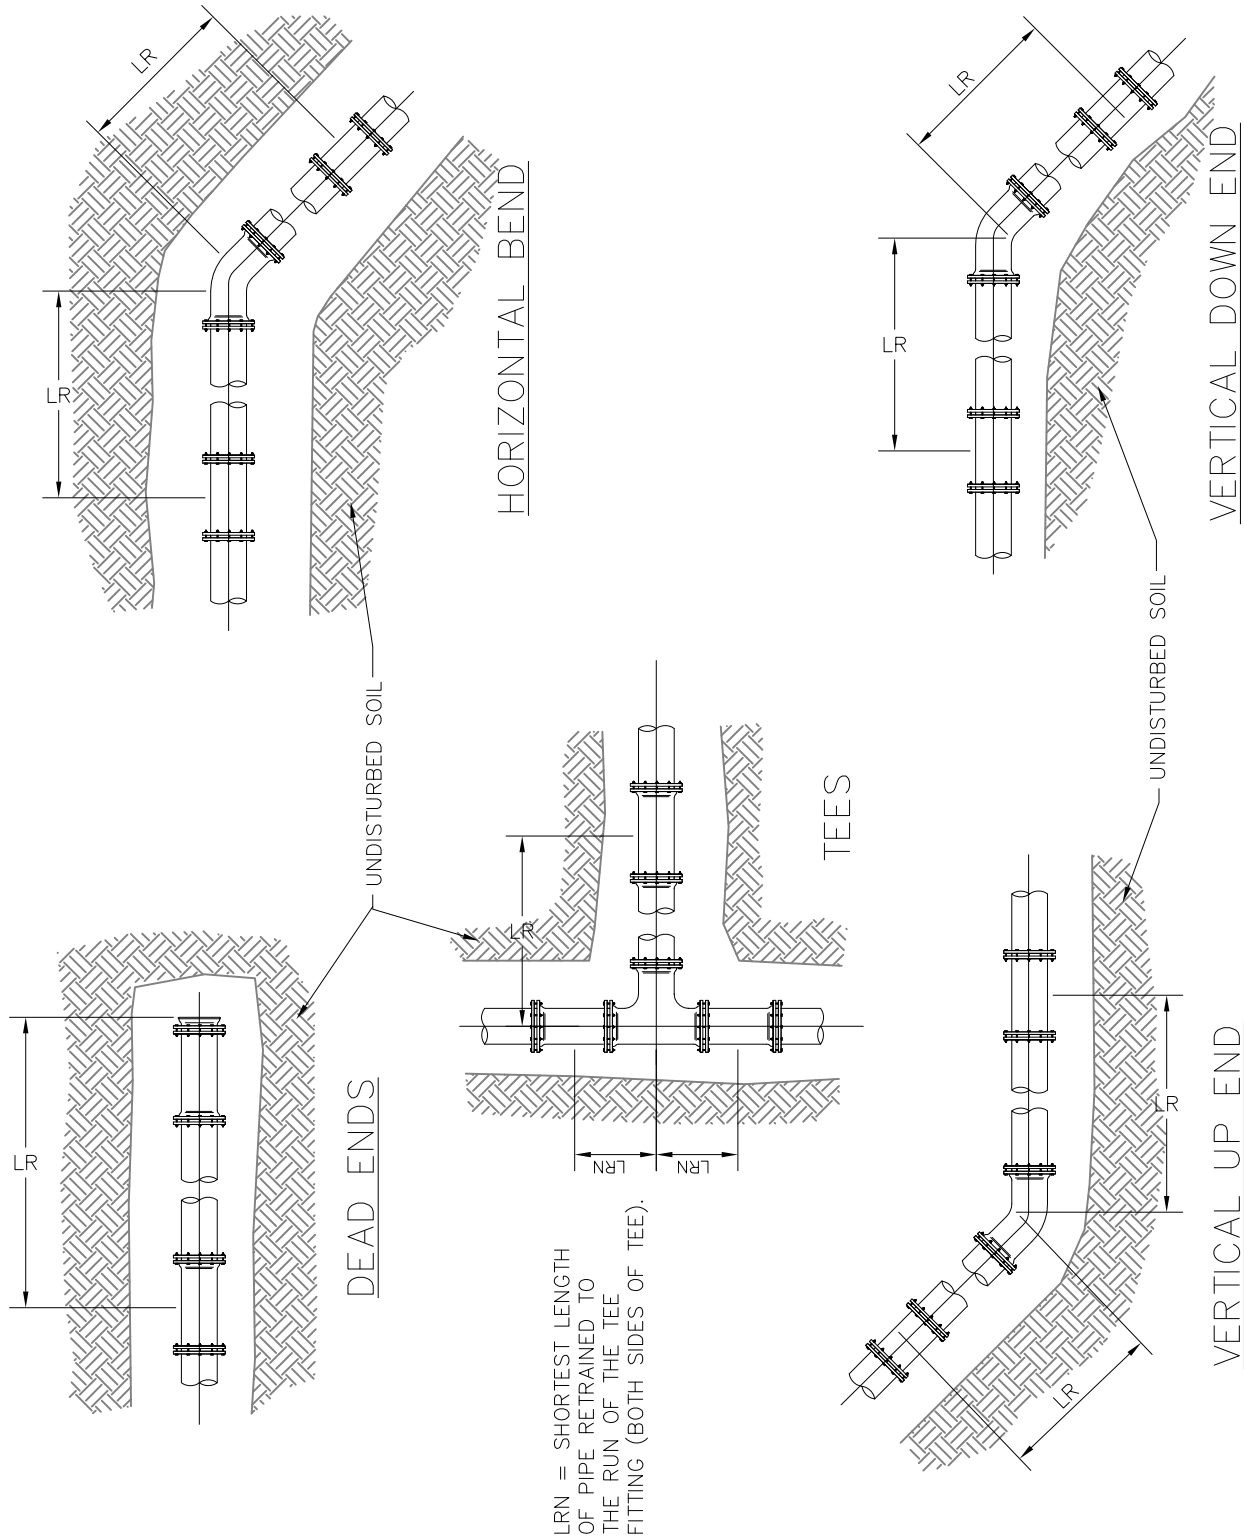 LR
DEAD ENDS
UNDISTURBED SOIL
LR
LR
HORIZONTAL BEND
LRN = SHORTEST LENGTH
OF PIPE RETRAINED TO
THE RUN OF THE TEE
FITTING (BOTH SIDES OF TEE).
LRN
LRN
LR
TEES
LR
LR
VERTICAL UP END
UNDISTURBED SOIL
LR
LR
VERTICAL DOWN END